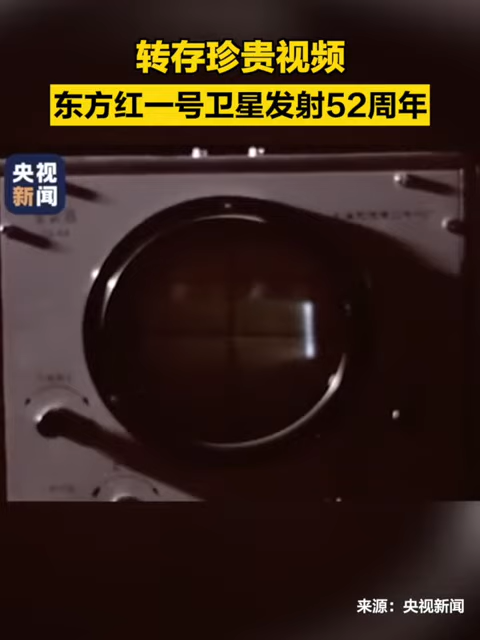 转存珍贵视频
东方红一号卫星发射52周年
央视
新闻
来源：央视新闻